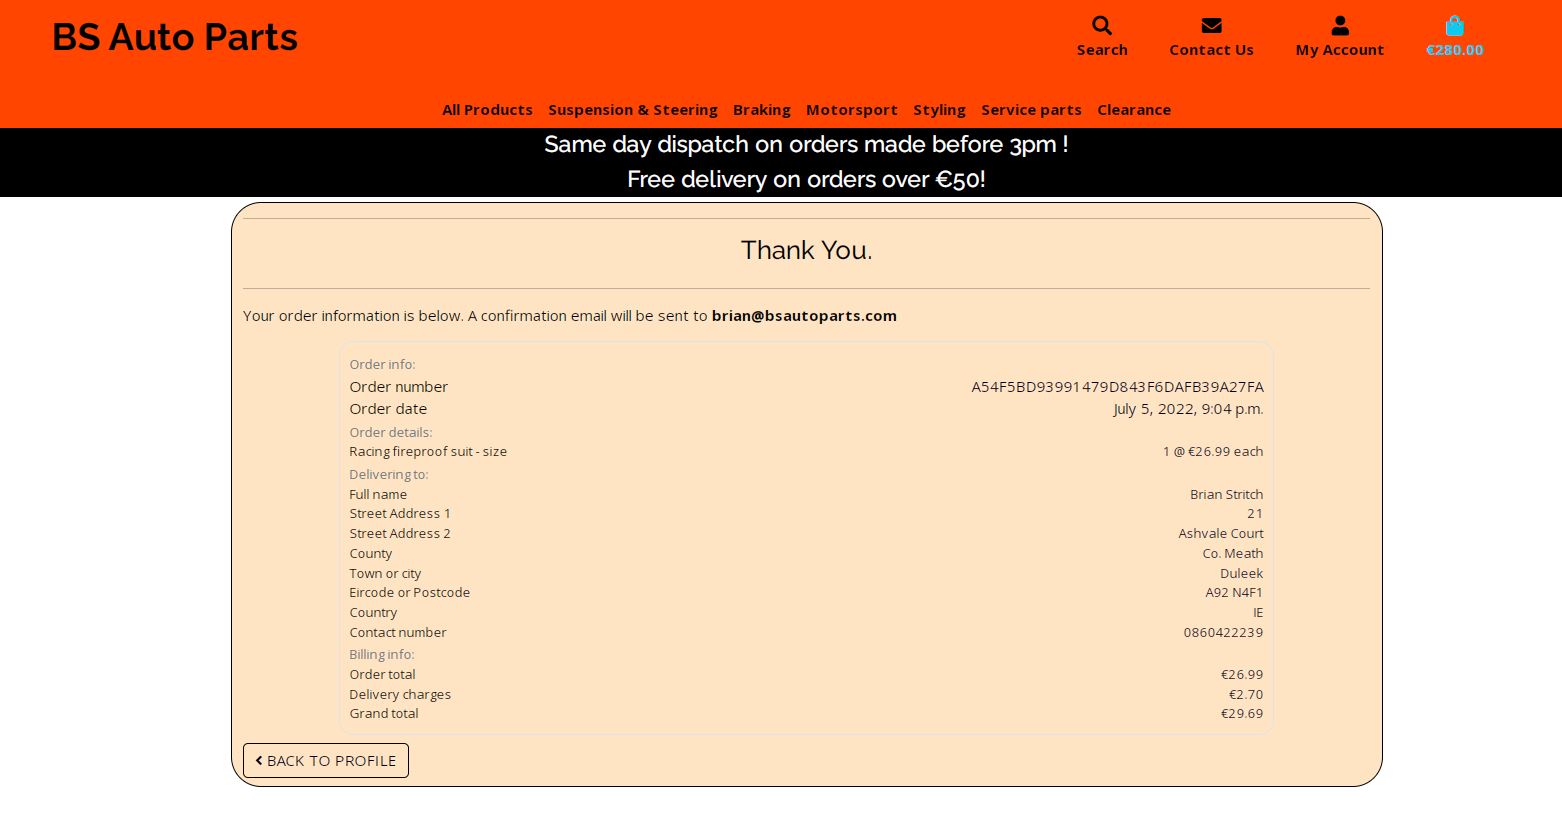 BS Auto Parts
Search
Contact Us
My Account
€280.00
All Products Suspension & Steering Braking Motorsport Styling Service parts Clearance
Same day dispatch on orders made before 3pm !
Free delivery on orders over €50!
Thank You.
Your order information is below. A confirmation email will be sent to brian@bsautoparts.com
Order info:
Order number A54F5BD93991479D843F6DAFB39A27FA
Order date July 5, 2022, 9:04 p.m.
Order details:
Racing fireproof suit - size 1 @ €26.99 each
Delivering to:
Full name Brian Stritch
Street Address 1 21
Street Address 2 Ashvale Court
County Co. Meath
Town or city Duleek
Eircode or Postcode A92 N4F1
Country IE
Contact number 0860422239
Billing info:
Order total €26.99
Delivery charges €2.70
Grand total €29.69
BACK TO PROFILE